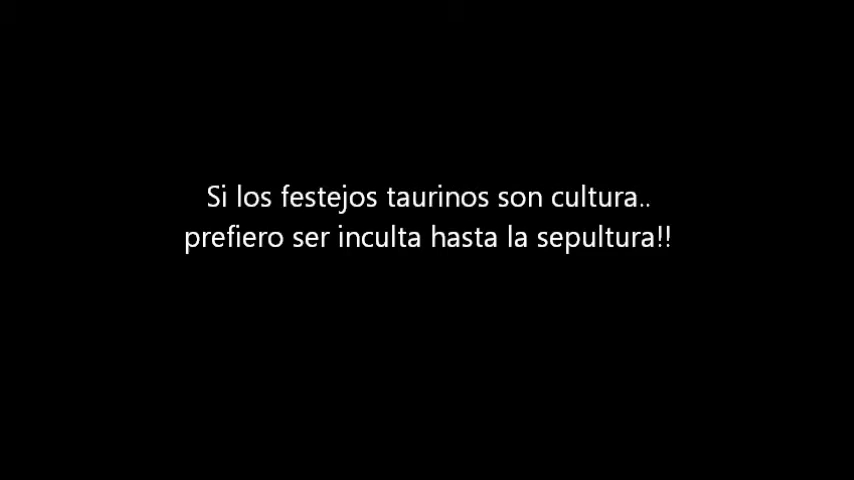 Si los festejos taurinos son cultura..
prefiero ser inculta hasta la sepultura!!